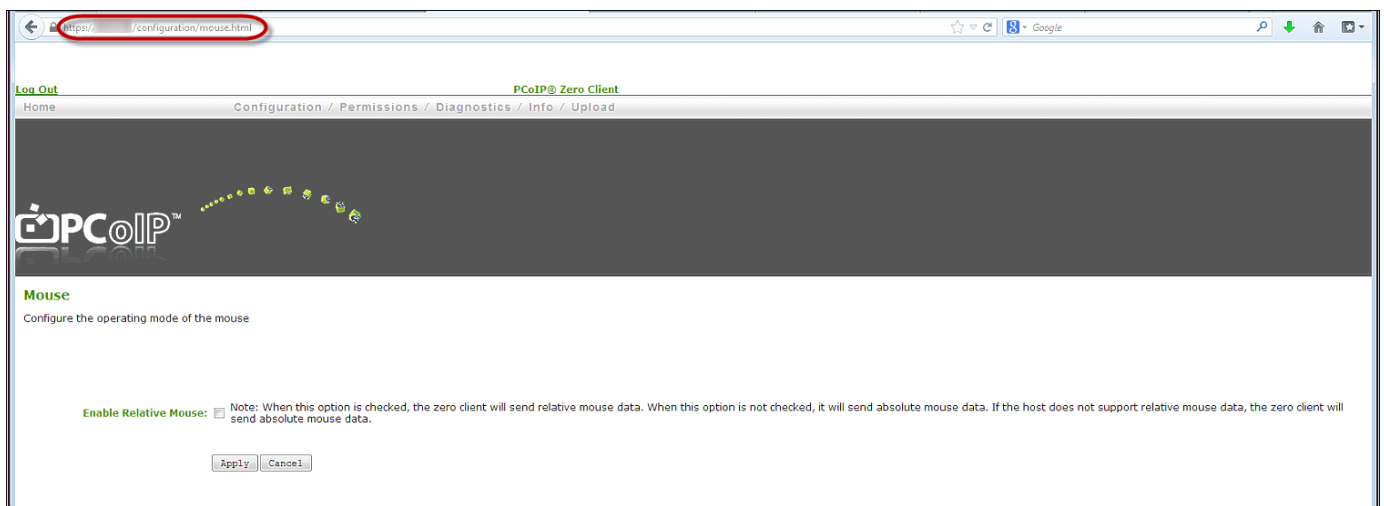 https:// /configuration/mouse.html
Google
Log Out
PCoIP® Zero Client
Home
Configuration / Permissions / Diagnostics / Info / Upload
PCoIP™
Mouse
Configure the operating mode of the mouse
Enable Relative Mouse:
Note: When this option is checked, the zero client will send relative mouse data. When this option is not checked, it will send absolute mouse data. If the host does not support relative mouse data, the zero client will
send absolute mouse data.
Apply Cancel